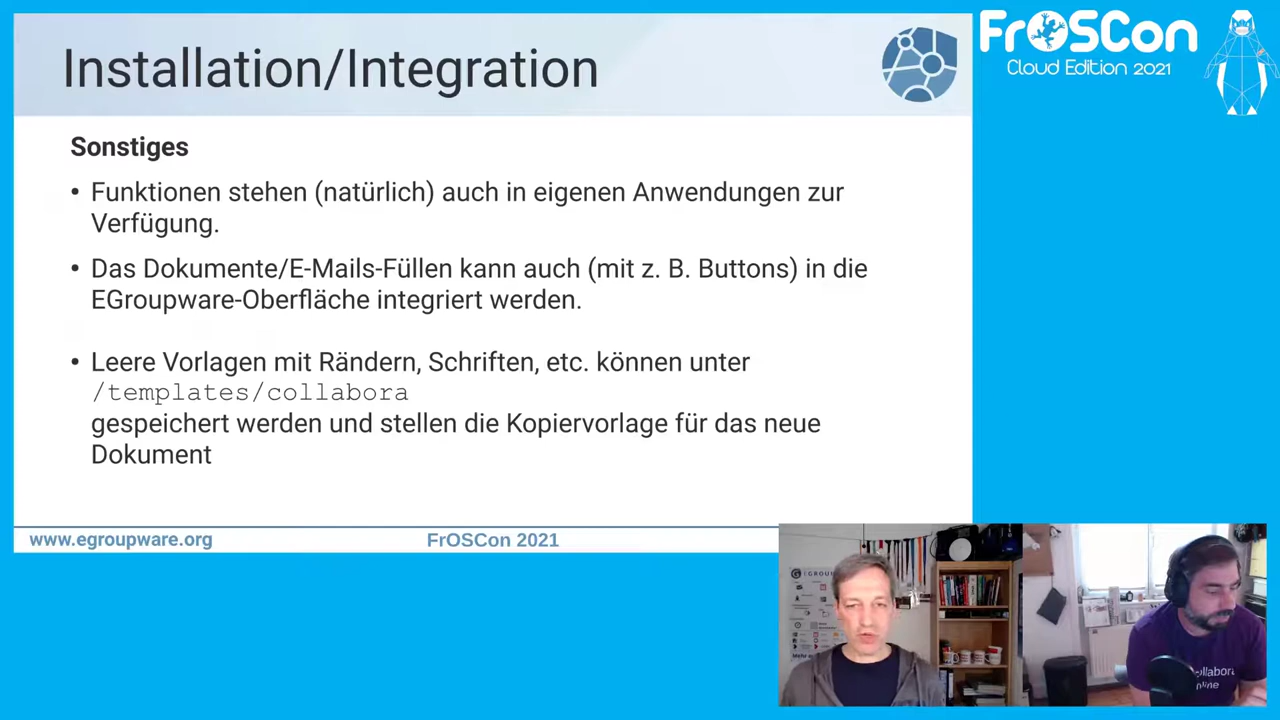 Installation/Integration
FrOSCon
Cloud Edition 2021
Sonstiges
• Funktionen stehen (natürlich) auch in eigenen Anwendungen zur
Verfügung.
• Das Dokumente/E-Mails-Füllen kann auch (mit z. B. Buttons) in die
EGroupware-Oberfläche integriert werden.
• Leere Vorlagen mit Rändern, Schriften, etc. können unter
/templates/collabora
gespeichert werden und stellen die Kopiervorlage für das neue
Dokument
www.egroupware.org
FrOSCon 2021